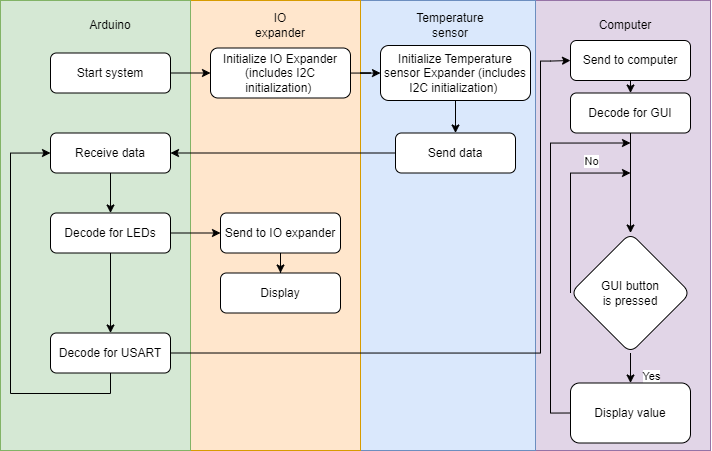 Arduino
IO
expander
Temperature
sensor
Computer
Start system
Initialize IO Expander
(includes I2C
initialization)
Initialize Temperature
sensor Expander (includes
I2C initialization)
Send to computer
Decode for GUI
Receive data
Send data
No
Decode for LEDs
Send to IO expander
Display
GUI button
is pressed
Decode for USART
Yes
Display value